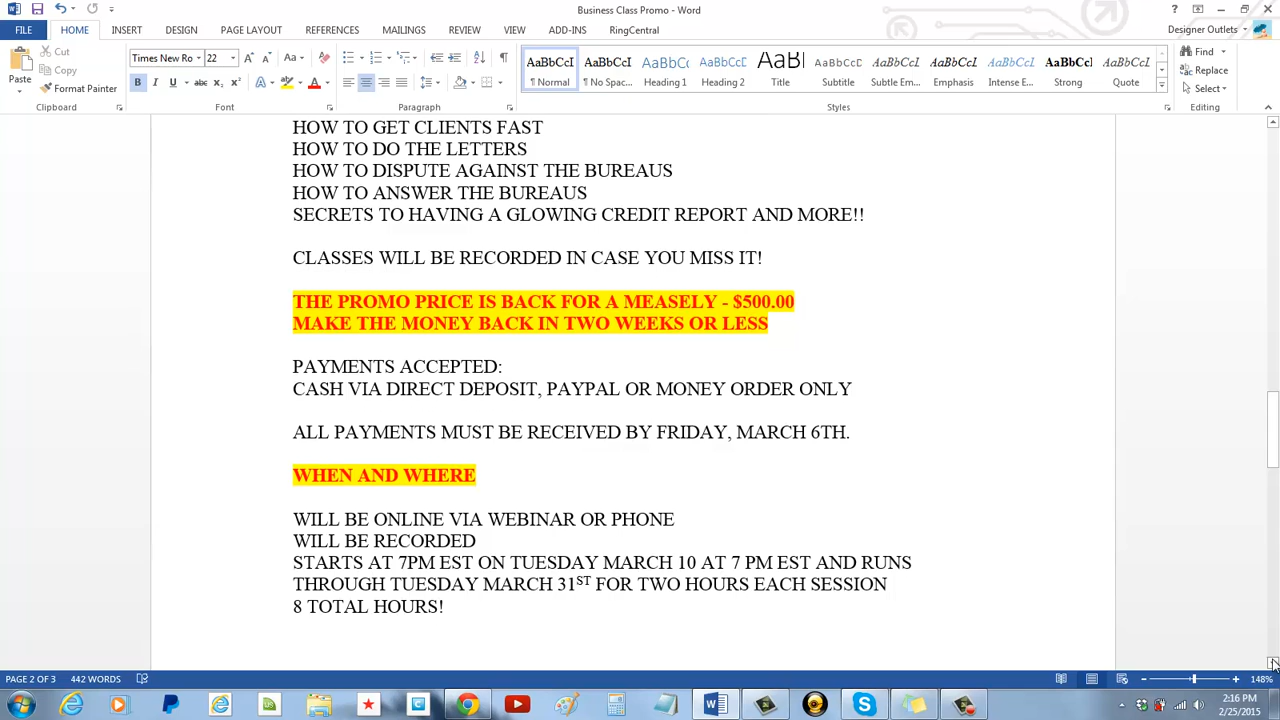 Business Class Promo - Word
FILE HOME INSERT DESIGN PAGE LAYOUT REFERENCES MAILINGS REVIEW VIEW ADD-INS RingCentral Designer Outlets
Paste
Cut
Copy
Format Painter
Clipboard
Times New Ro 22
Font
Paragraph
AaBbCcI AaBbCcI AaBbCc AaBbCcl AaBl AaBbCcl AaBbCcl AaBbCcl AaBbCcl AaBbCcl AaBbCcl
¶ Normal ¶ No Spac... Heading 1 Heading 2 Title Subtitle Subtle Em... Emphasis Intense E... Strong Quote
Styles
Find
Replace
Select
Editing
HOW TO GET CLIENTS FAST
HOW TO DO THE LETTERS
HOW TO DISPUTE AGAINST THE BUREAUS
HOW TO ANSWER THE BUREAUS
SECRETS TO HAVING A GLOWING CREDIT REPORT AND MORE!!
CLASSES WILL BE RECORDED IN CASE YOU MISS IT!
THE PROMO PRICE IS BACK FOR A MEASELY - $500.00
MAKE THE MONEY BACK IN TWO WEEKS OR LESS
PAYMENTS ACCEPTED:
CASH VIA DIRECT DEPOSIT, PAYPAL OR MONEY ORDER ONLY
ALL PAYMENTS MUST BE RECEIVED BY FRIDAY, MARCH 6TH.
WHEN AND WHERE
WILL BE ONLINE VIA WEBINAR OR PHONE
WILL BE RECORDED
STARTS AT 7PM EST ON TUESDAY MARCH 10 AT 7 PM EST AND RUNS
THROUGH TUESDAY MARCH 31ST FOR TWO HOURS EACH SESSION
8 TOTAL HOURS!
PAGE 2 OF 3 442 WORDS 148%
2:16 PM
2/25/2015